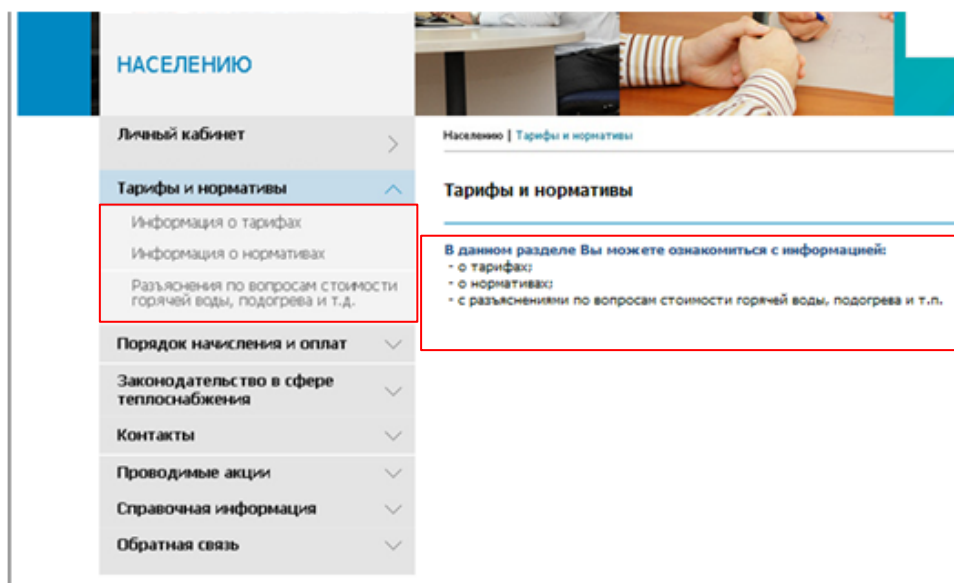 НАСЕЛЕНИЮ
Личный кабинет
Тарифы и нормативы
Информация о тарифах
Информация о нормативах
Разъяснения по вопросам стоимости
горячей воды, подогрева и т.д.
Порядок начисления и оплат
Законодательство в сфере
теплоснабжения
Контакты
Проводимые акции
Справочная информация
Обратная связь
Населению | Тарифы и нормативы
Тарифы и нормативы
В данном разделе Вы можете ознакомиться с информацией:
- о тарифах;
- о нормативах;
- с разъяснениями по вопросам стоимости горячей воды, подогрева и т.п.